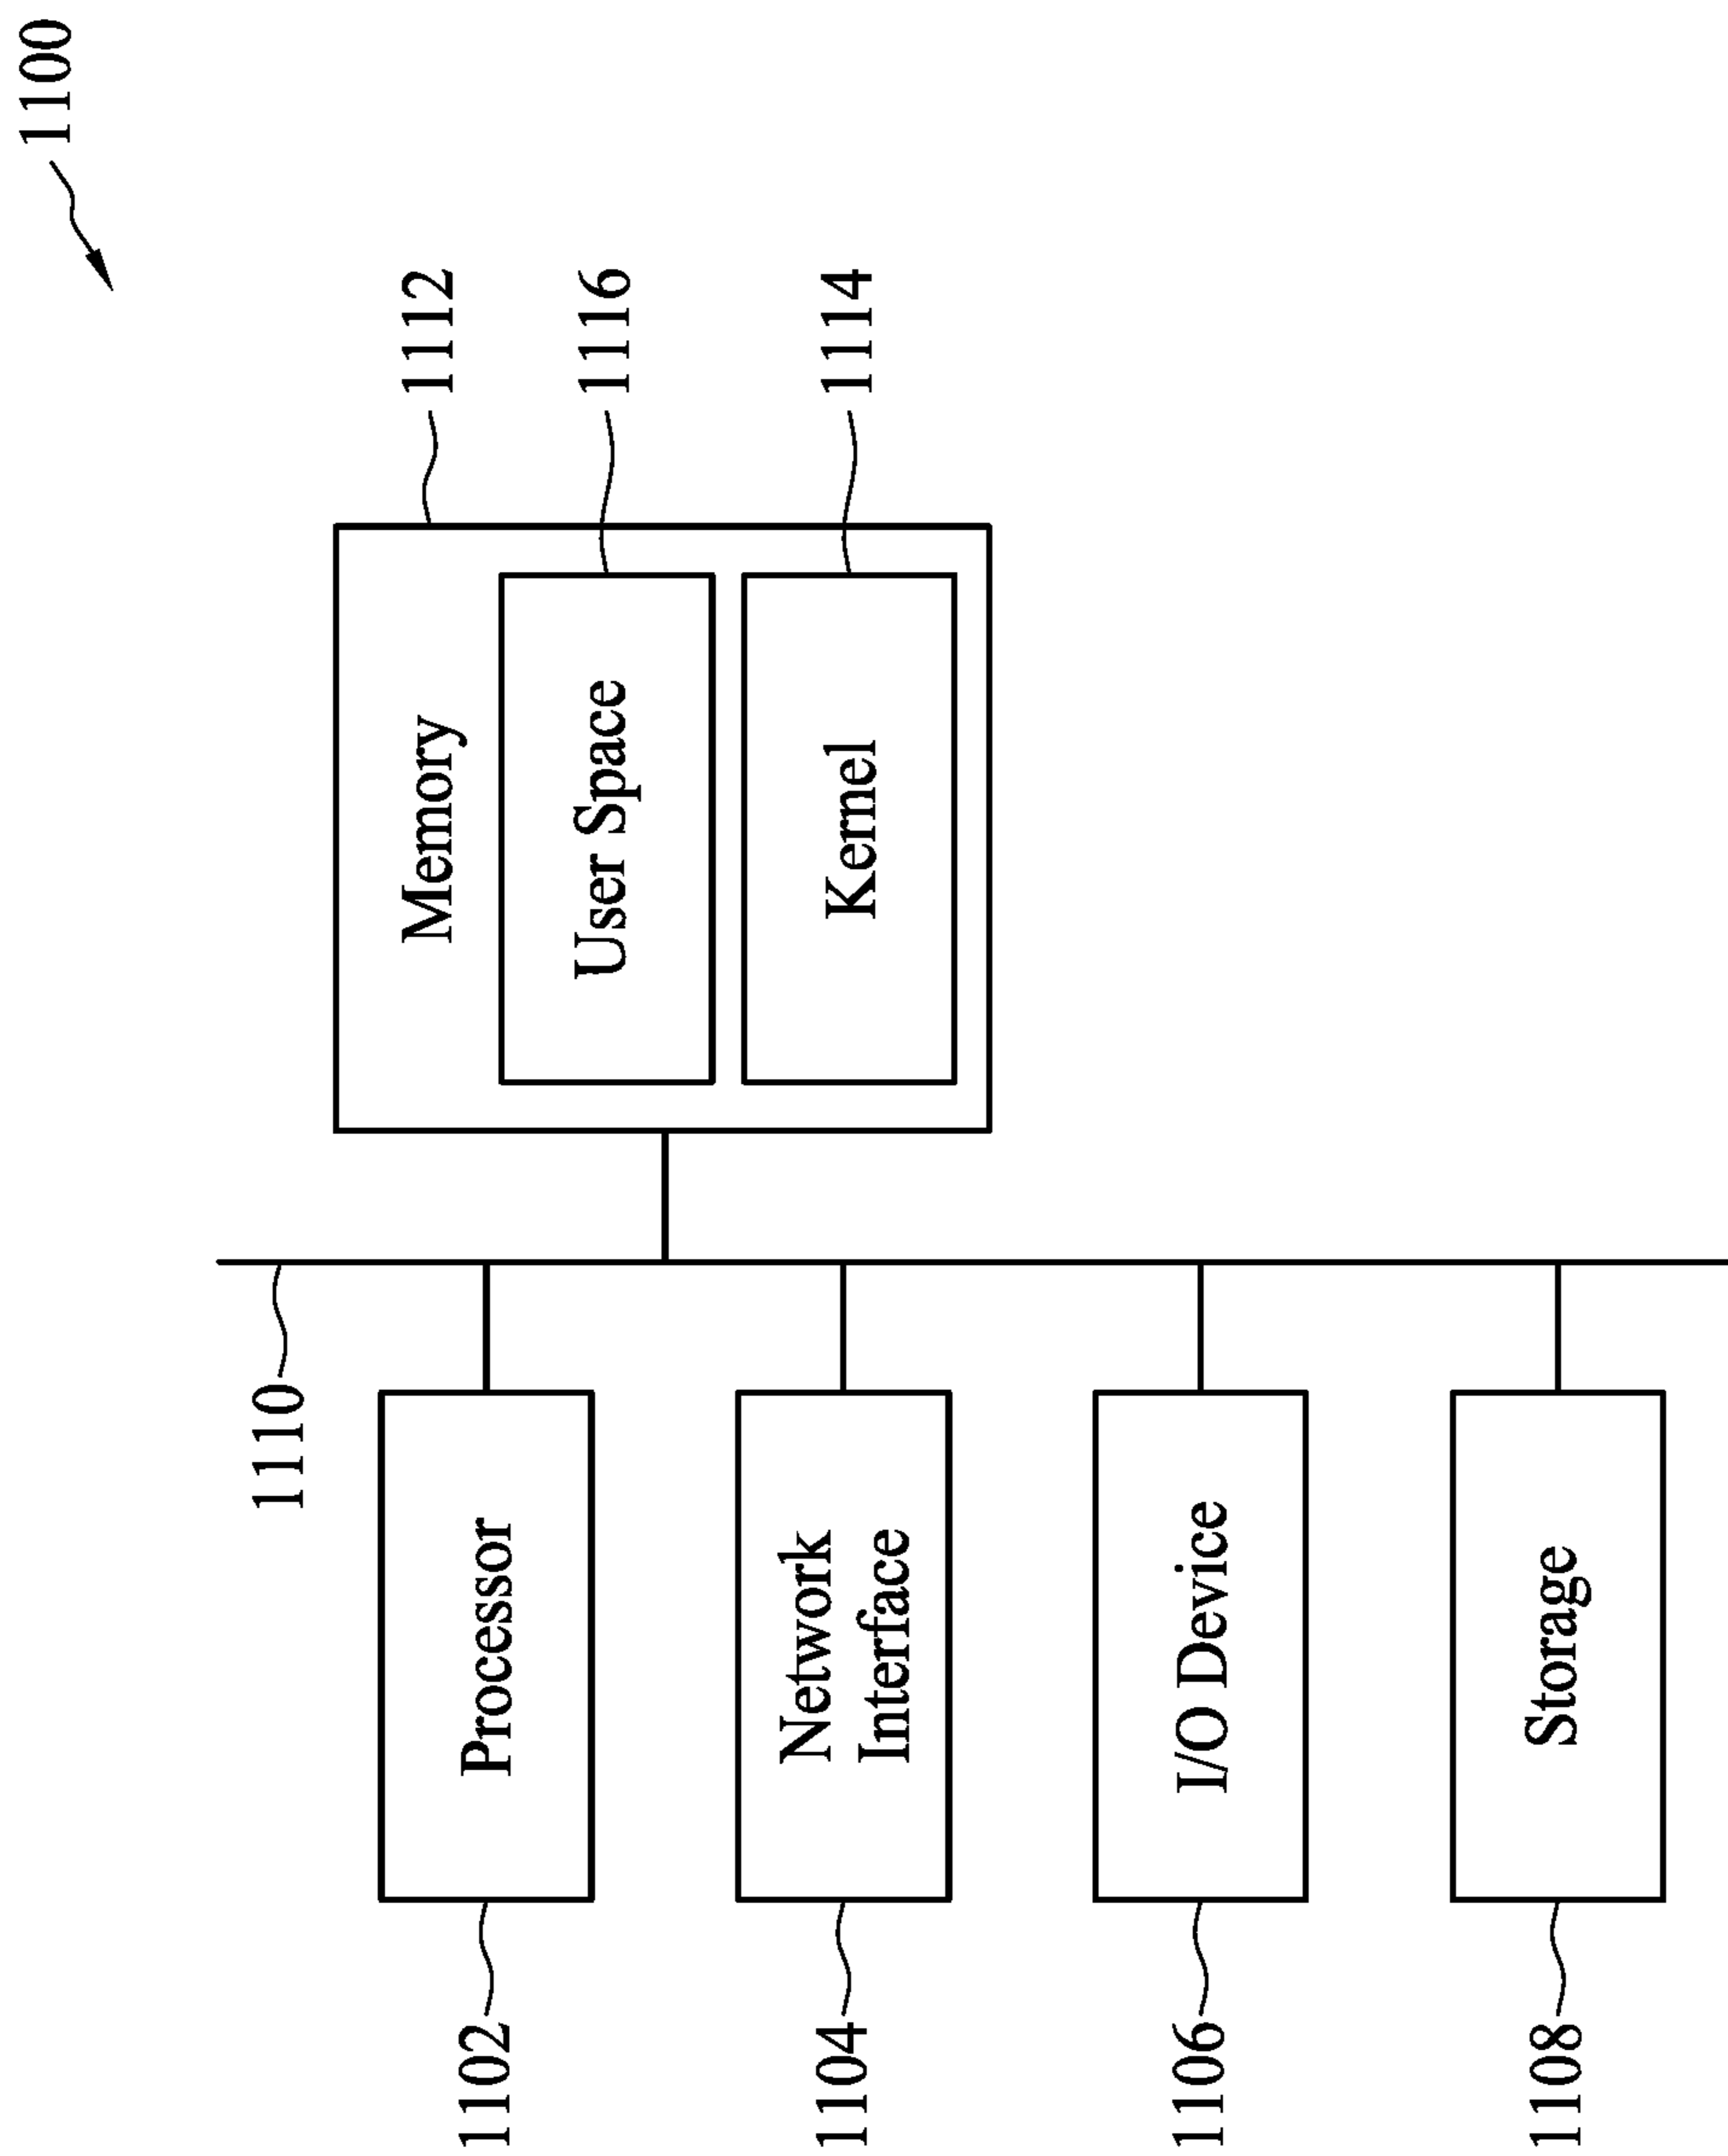 1100
1110
1102
Processor
Memory
1112
User Space
1116
1104
Network
Interface
Kernel
1114
1106
I/O Device
1108
Storage